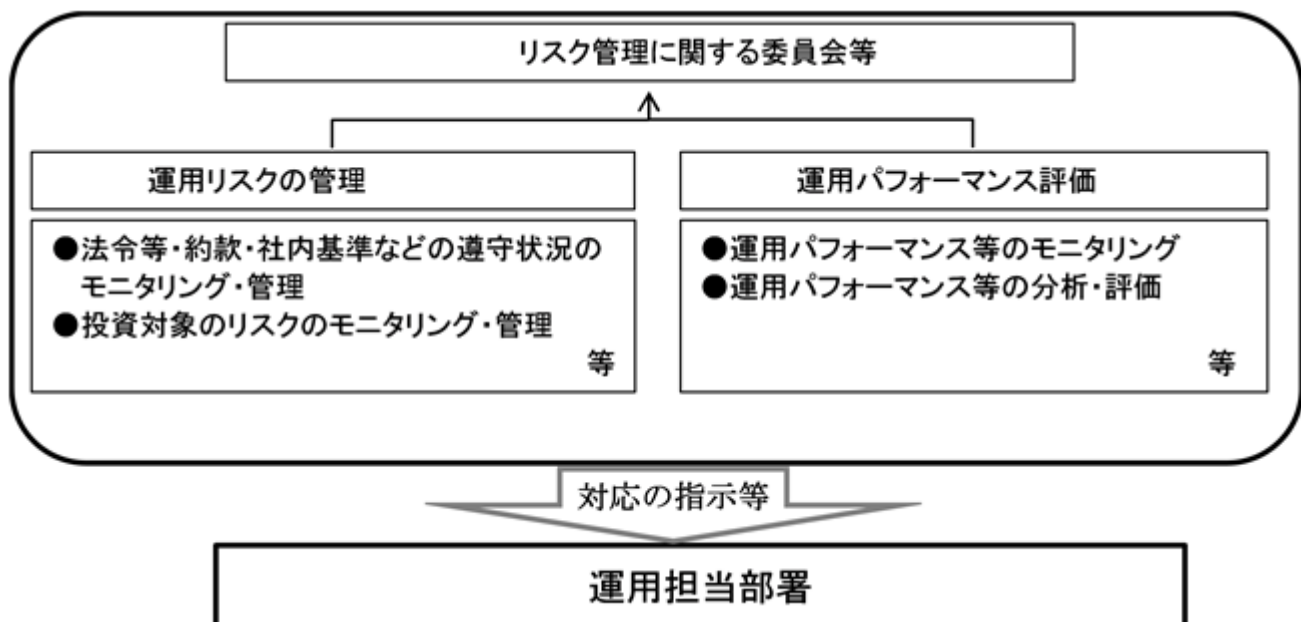 リスク管理に関する委員会等
運用リスクの管理
●法令等・約款・社内基準などの遵守状況の
モニタリング・管理
●投資対象のリスクのモニタリング・管理
等
運用パフォーマンス評価
●運用パフォーマンス等のモニタリング
●運用パフォーマンス等の分析・評価
等
対応の指示等
運用担当部署